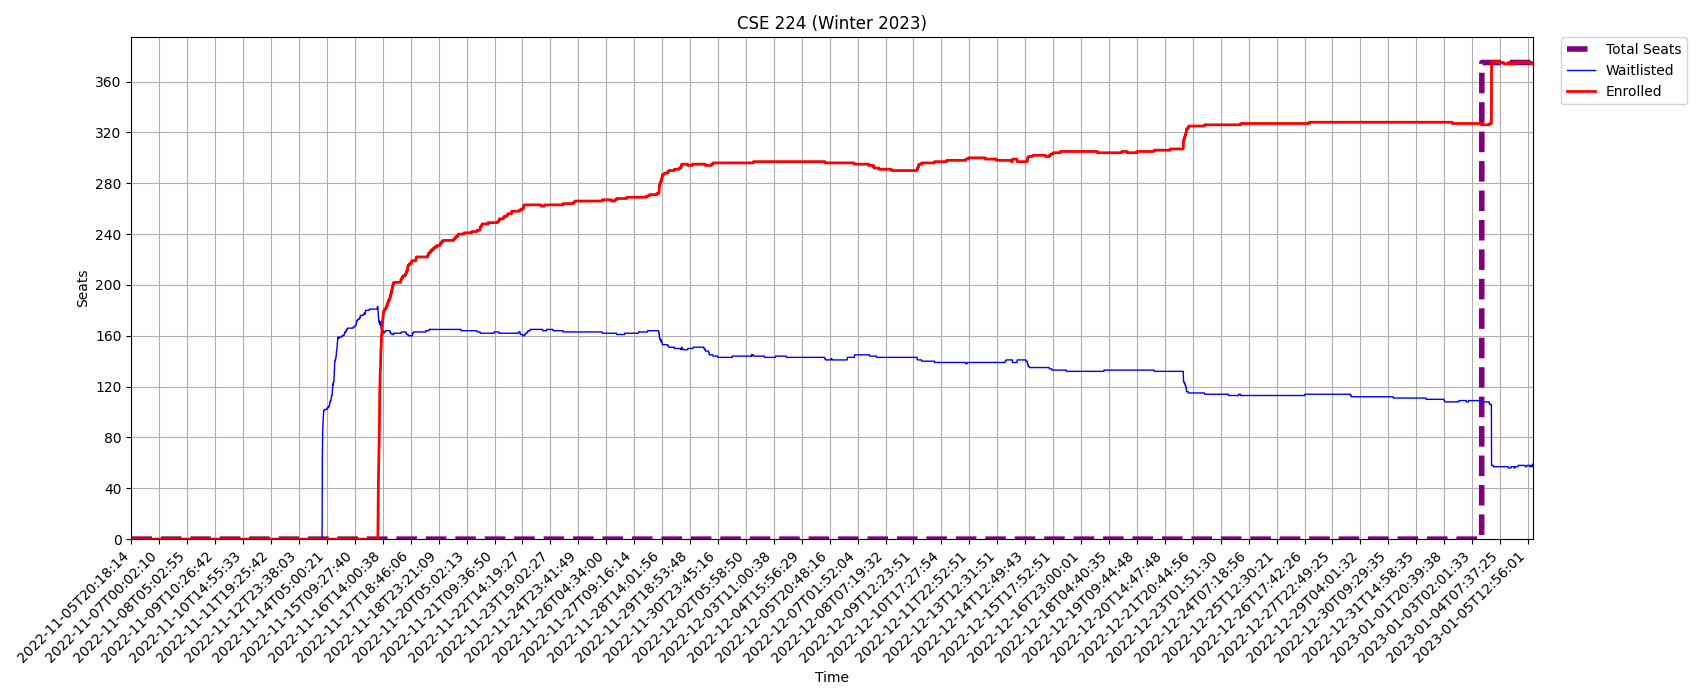 CSE 224 (Winter 2023)
Total Seats
Waitlisted
Enrolled
Seats
360
320
280
240
200
160
120
80
40
0
2022-11-05T20:18:14
2022-11-07T00:02:10
2022-11-08T05:02:55
2022-11-09T10:26:42
2022-11-10T14:55:33
2022-11-11T19:25:42
2022-11-12T23:38:03
2022-11-14T05:00:21
2022-11-15T09:27:40
2022-11-16T14:00:38
2022-11-17T18:46:06
2022-11-18T23:21:09
2022-11-20T05:02:13
2022-11-21T09:36:50
2022-11-22T14:19:27
2022-11-23T19:02:27
2022-11-24T23:41:49
2022-11-26T04:34:00
2022-11-27T09:16:14
2022-11-28T14:01:56
2022-11-29T18:53:48
2022-11-30T23:45:16
2022-12-02T05:58:50
2022-12-03T11:00:38
2022-12-04T15:56:29
2022-12-05T20:48:16
2022-12-07T01:52:04
2022-12-08T07:19:32
2022-12-09T12:23:51
2022-12-10T17:27:54
2022-12-11T22:52:51
2022-12-13T12:31:51
2022-12-14T12:49:43
2022-12-15T17:52:51
2022-12-16T23:00:01
2022-12-18T04:40:35
2022-12-19T09:44:48
2022-12-20T14:47:48
2022-12-21T20:44:56
2022-12-23T01:51:30
2022-12-24T07:18:56
2022-12-25T12:30:21
2022-12-26T17:42:26
2022-12-27T22:49:25
2022-12-29T04:01:32
2022-12-30T09:29:35
2022-12-31T14:58:35
2023-01-01T20:39:38
2023-01-03T02:01:33
2023-01-04T07:37:25
2023-01-05T12:56:01
Time